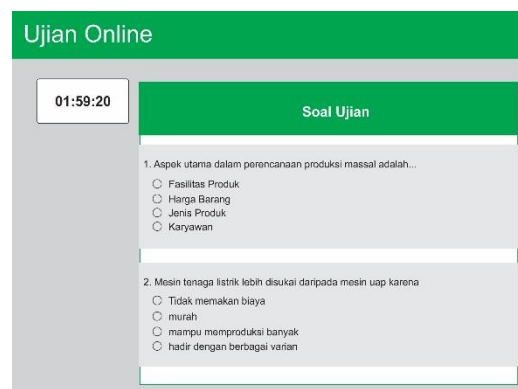 Ujian Online
01:59:20
Soal Ujian
1. Aspek utama dalam perencanaan produksi massal adalah...
Fasilitas Produk
Harga Barang
Jenis Produk
Karyawan
2. Mesin tenaga listrik lebih disukai daripada mesin uap karena
Tidak memakan biaya
murah
mampu memproduksi banyak
hadir dengan berbagai varian